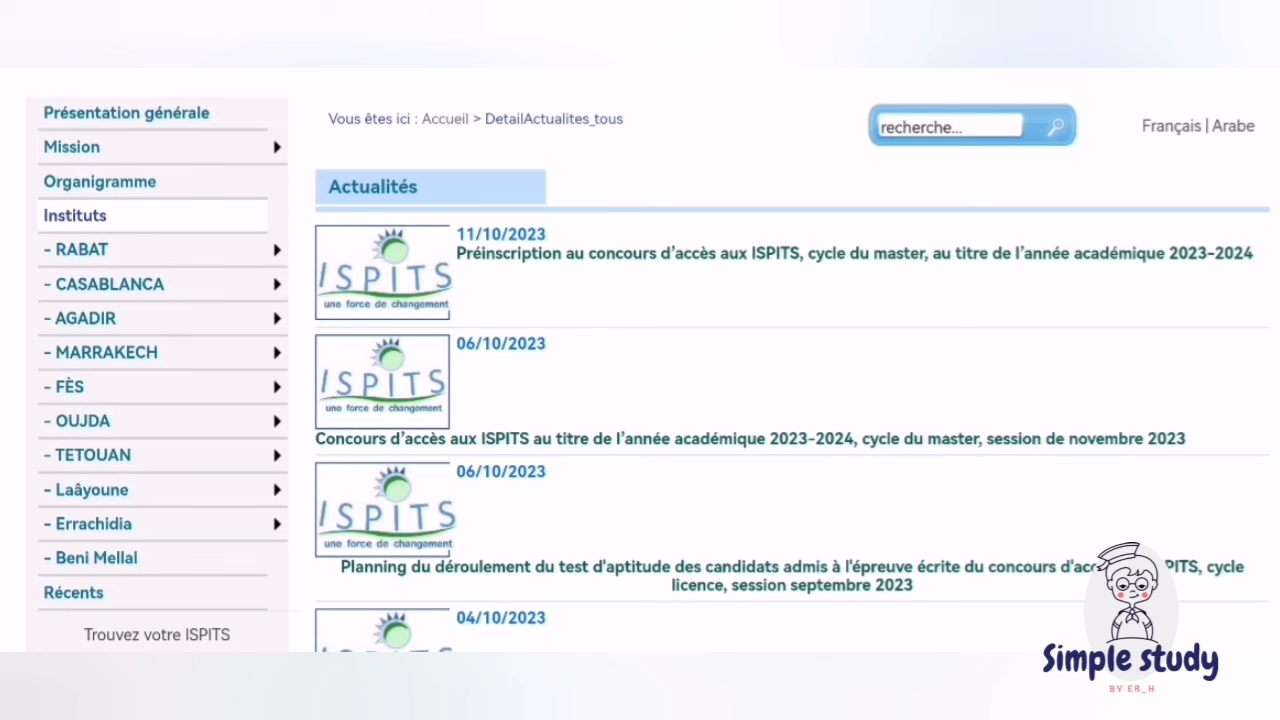 Présentation générale
Mission
Organigramme
Instituts
- RABAT
- CASABLANCA
- AGADIR
- MARRAKECH
- FÈS
- OUJDA
- TETOUAN
- Laâyoune
- Errachidia
- Beni Mellal
Récents
Trouvez votre ISPITS
Vous êtes ici : Accueil > DetailActualites_tous
recherche...
Français | Arabe
Actualités
ISPITS
une force de changement
11/10/2023
Préinscription au concours d'accès aux ISPITS, cycle du master, au titre de l'année académique 2023-2024
ISPITS
une force de changement
06/10/2023
Concours d'accès aux ISPITS au titre de l'année académique 2023-2024, cycle du master, session de novembre 2023
ISPITS
une force de changement
06/10/2023
Planning du déroulement du test d'aptitude des candidats admis à l'épreuve écrite du concours PITS, cycle
licence, session septembre 2023
04/10/2023
Simple study
BY ER_H